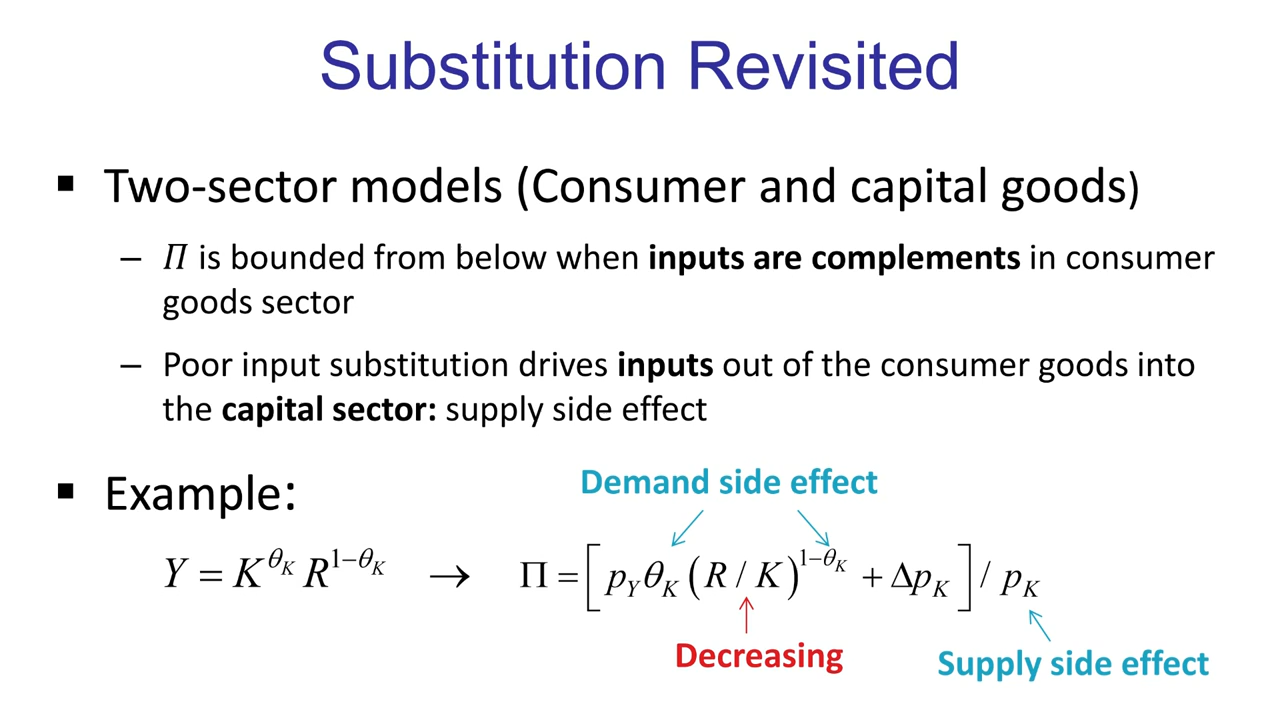 Substitution Revisited
▪ Two-sector models (Consumer and capital goods)
– Π is bounded from below when inputs are complements in consumer
goods sector
– Poor input substitution drives inputs out of the consumer goods into
the capital sector: supply side effect
▪ Example:
Demand side effect
Y = K^{θ_K} R^{1−θ_K} → Π = [p_Y θ_K (R / K)^{1−θ_K} + Δp_K] / p_K
Decreasing
Supply side effect